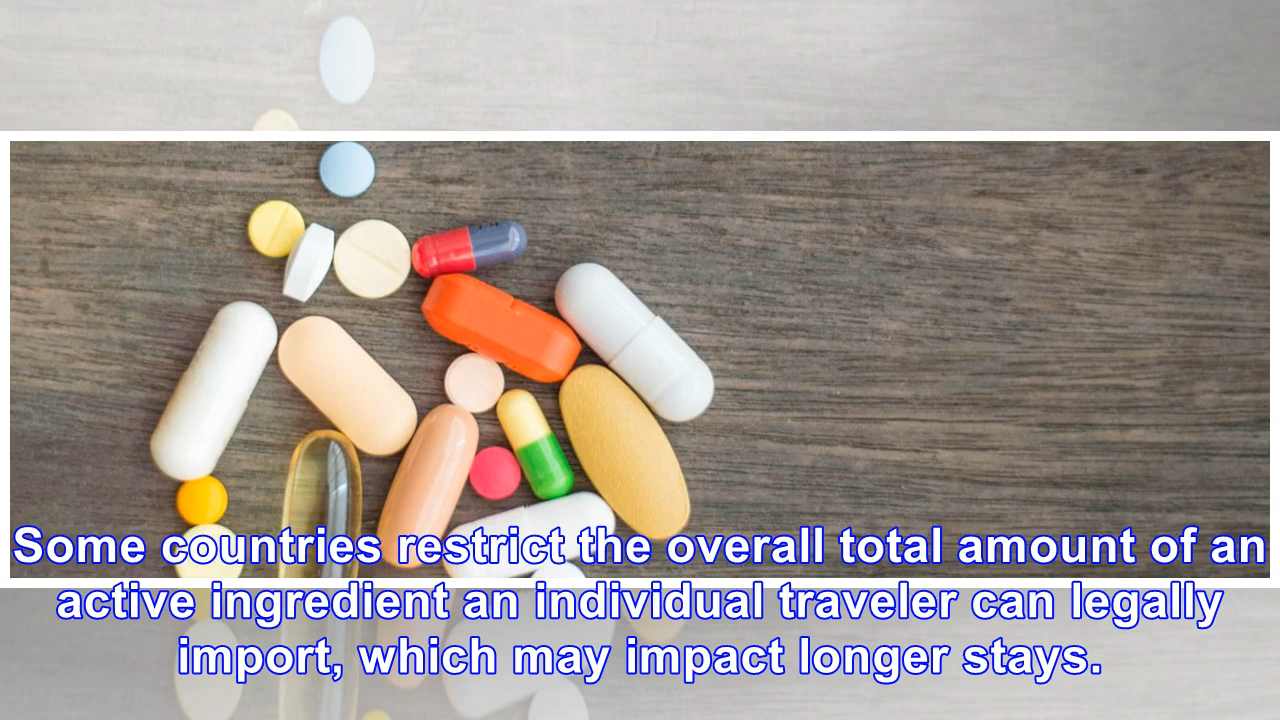 Some countries restrict the overall total amount of an
active ingredient an individual traveler can legally
import, which may impact longer stays.